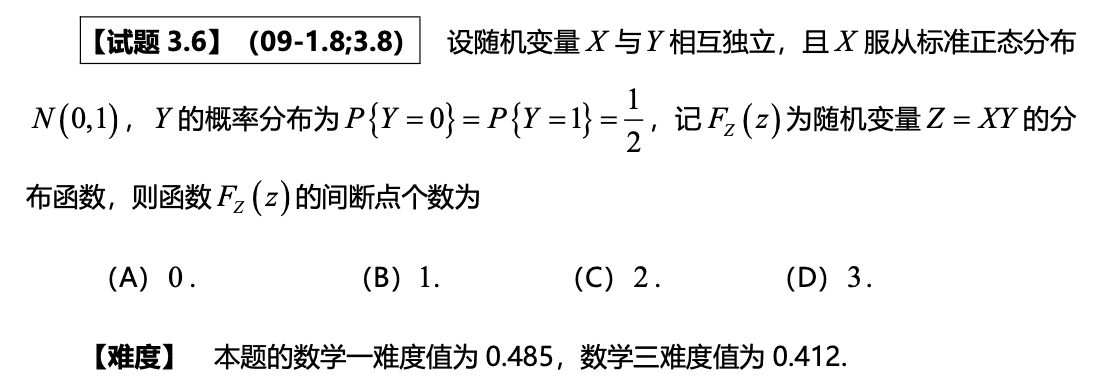 【试题 3.6】 (09-1.8;3.8) 设随机变量 X 与 Y 相互独立，且 X 服从标准正态分布
N(0,1)， Y 的概率分布为 P{Y=0}=P{Y=1}=1/2，记 F_Z(z) 为随机变量 Z=XY 的分
布函数，则函数 F_Z(z) 的间断点个数为
（A）0． （B）1. （C）2． （D）3．
【难度】 本题的数学一难度值为 0.485，数学三难度值为 0.412.